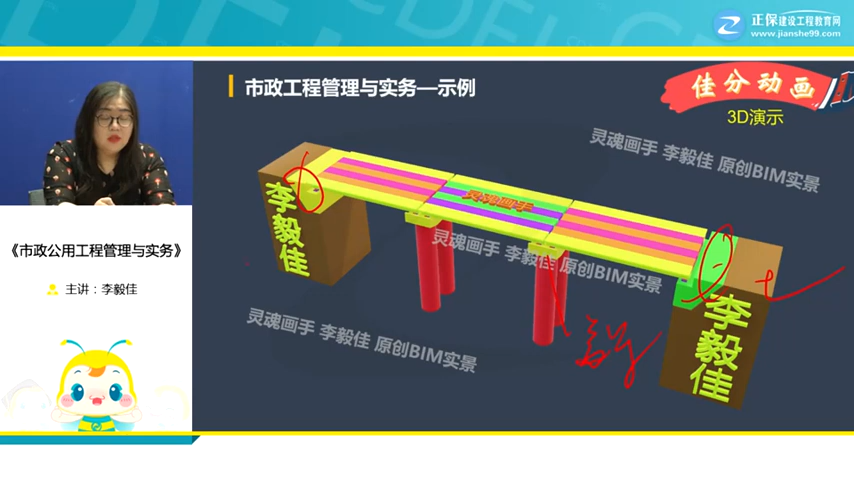 正保建设工程教育网
www.jianshe99.com
市政工程管理与实务—示例
佳分动画
3D演示
灵魂画手 李毅佳 原创BIM实景
李毅佳
灵魂画手
灵魂画手 李毅佳 原创BIM实景
李毅佳
灵魂画手 李毅佳 原创BIM实景
《市政公用工程管理与实务》
主讲：李毅佳